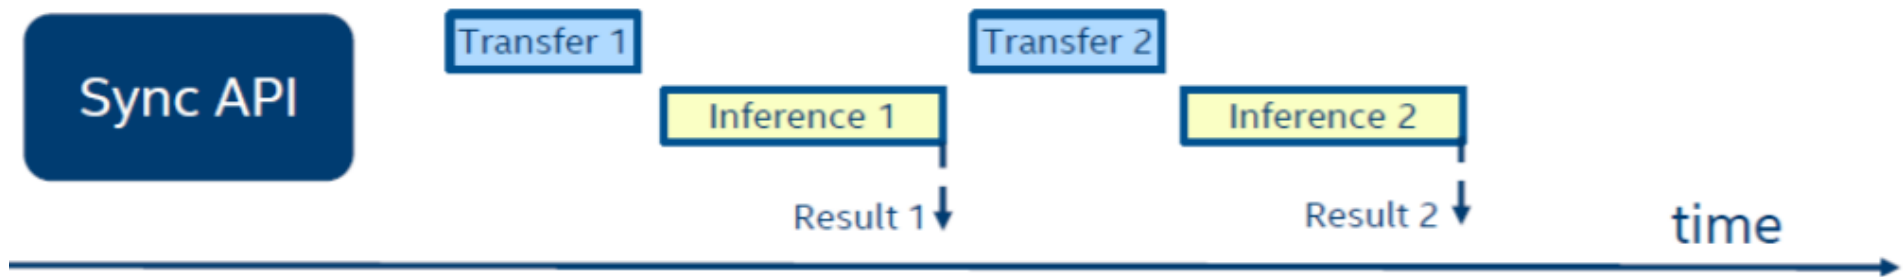 Sync API
Transfer 1
Transfer 2
Inference 1
Inference 2
Result 1
Result 2
time